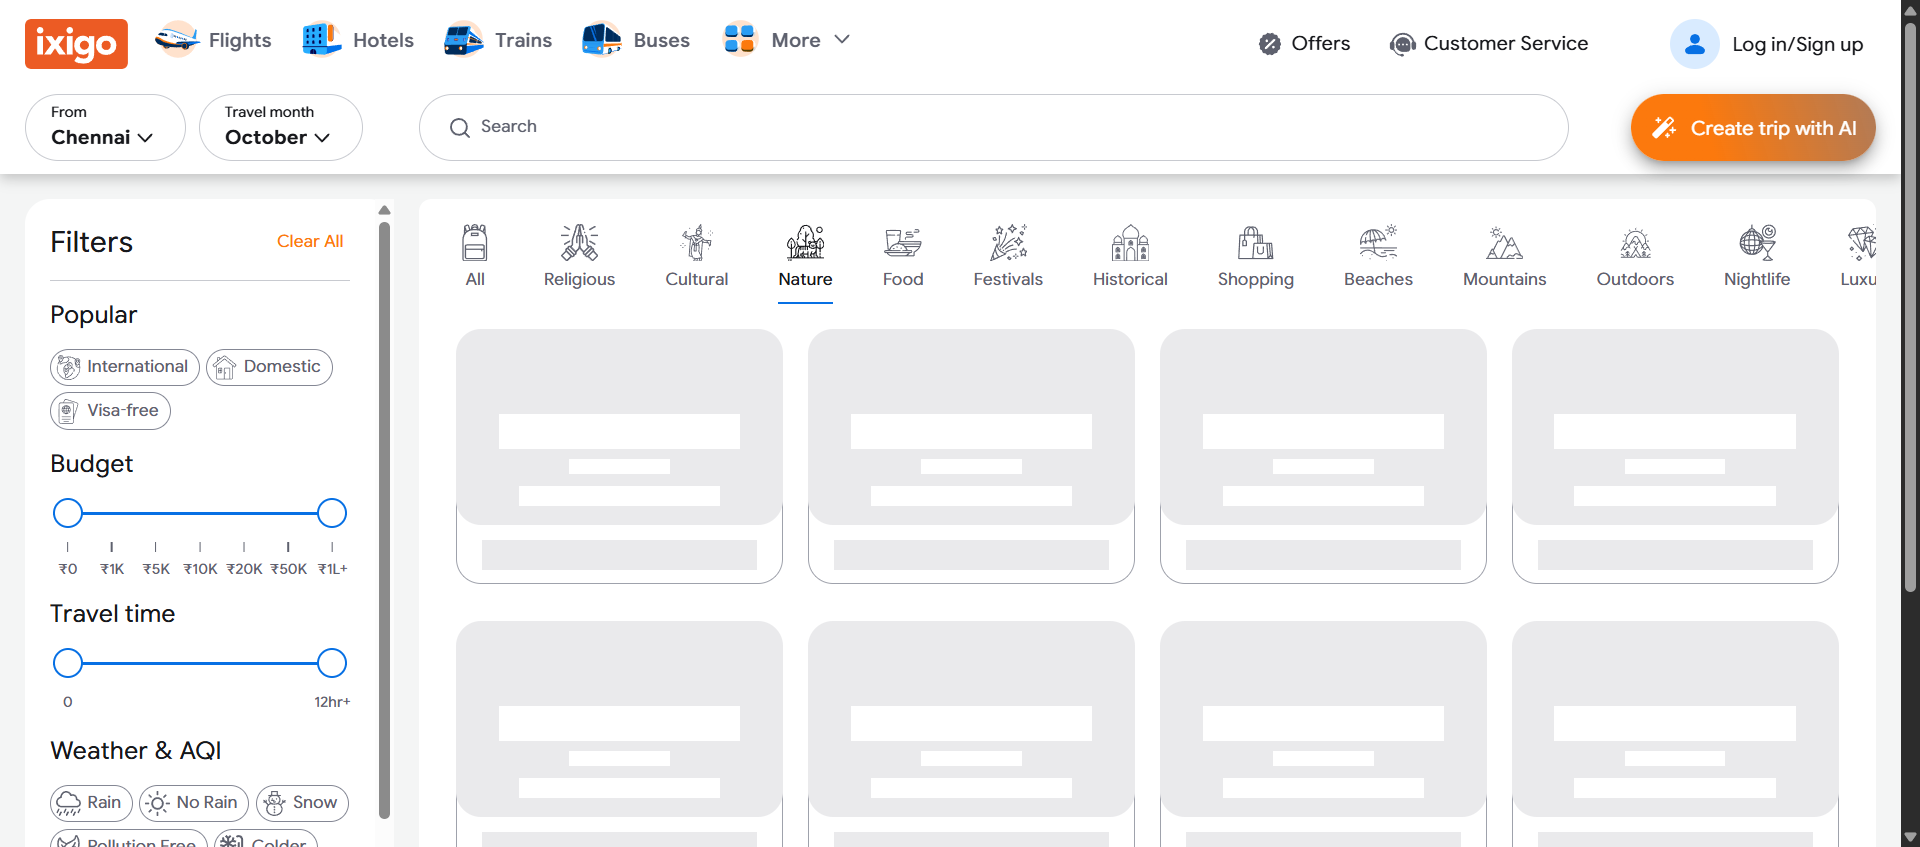 ixigo
Flights
Hotels
Trains
Buses
More
Offers
Customer Service
Log in/Sign up
From
Chennai
Travel month
October
Search
Create trip with AI
Filters
Clear All
Popular
International
Domestic
Visa-free
Budget
₹0 ₹1K ₹5K ₹10K ₹20K ₹50K ₹1L+
Travel time
0 12hr+
Weather & AQI
Rain
No Rain
Snow
Pollution Free
Colder
All
Religious
Cultural
Nature
Food
Festivals
Historical
Shopping
Beaches
Mountains
Outdoors
Nightlife
Luxu